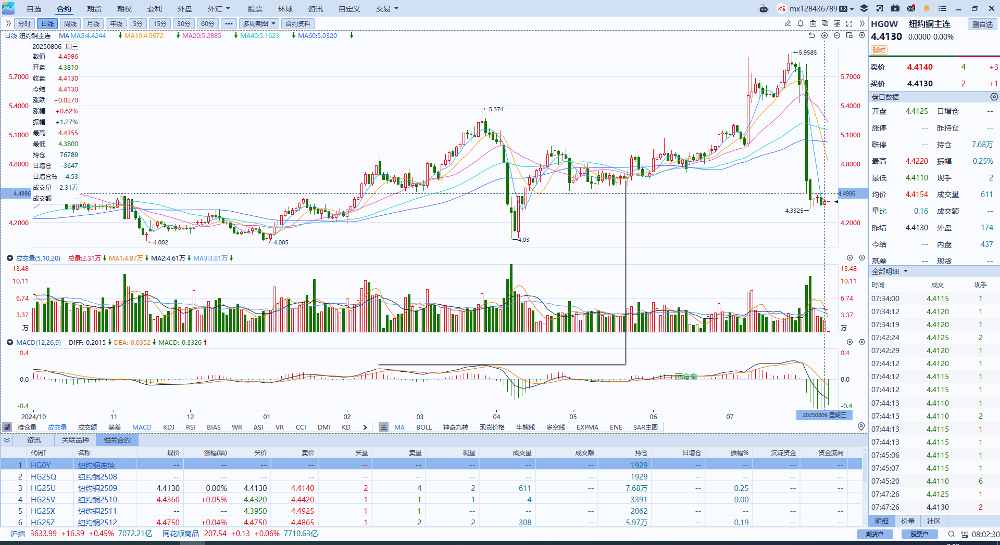 自选 合约 期货 期权 套利 外盘 外汇 股票 环球 资讯 自定义 交易 mx128436789 L2
分时 日线 周线 月线 年线 5分 15分 30分 60分 ••• 多周期图 合约资料
HG0W 纽约铜主连 删自选
4.4130 0.0000 0.00%
延时
日线 纽约铜主连 MA MA5:4.4244 MA10:4.9672 MA20:5.2885 MA40:5.1623 MA60:5.0320
20250806 周三
数值 4.4986
开盘 4.3810
收盘 4.4130
今结 4.4130
涨跌 +0.0270
涨幅 +0.62%
振幅 +1.27%
最高 4.4355
最低 4.3800
持仓 76789
日增仓 -3647
日增仓% -4.53
成交量 2.31万
成交额 --
5.7000
5.4000
5.1000
4.8000
4.4986
4.2000
5.9585
5.374
4.002
4.005
4.03
4.3325
5.7000
5.4000
5.1000
4.8000
4.4986
4.2000
成交量(5,10,20) 总量:2.31万 MA1:4.87万 MA2:4.61万 MA3:3.81万
13.48 13.48
10.11 10.11
6.74 6.74
3.37 3.37
万 万
MACD(12,26,9) DIFF:-0.2015 DEA:-0.0352 MACD:-0.3326
0.4 0.4
顶背离
0.0 0.0
-0.4 -0.4
2024/10 11 12 01 02 03 04 05 06 07 20250806 星期三
副 持仓量 成交量 成交额 基差 MACD KDJ RSI BIAS WR ASI VR CCI DMI KD 主 MA BOLL 神奇九转 现货价格 牛熊线 多空线 EXPMA ENE SAR主图
资讯 关联品种 相关合约
代码↑ 名称 现价 涨幅(结) 买价 卖价 买量 卖量 现量 成交量 成交额 持仓 日增仓 振幅% 沉淀资金 资金流向
1 HG0Y 纽约铜连续 -- -- -- -- -- -- -- -- -- 1929 -- -- -- --
2 HG25Q 纽约铜2508 -- -- -- -- -- -- -- -- -- 1929 -- -- -- --
3 HG25U 纽约铜2509 4.4130 0.00% 4.4130 4.4140 2 4 2 611 -- 7.68万 -- 0.25 -- --
4 HG25V 纽约铜2510 4.4360 +0.05% 4.4320 4.4420 1 1 1 4 -- 3391 -- 0.00 -- --
5 HG25X 纽约铜2511 -- -- 4.3950 4.4925 1 1 -- -- -- 2062 -- -- -- --
6 HG25Z 纽约铜2512 4.4750 +0.04% 4.4750 4.4865 1 2 2 308 -- 5.97万 -- 0.19 -- --
卖价 4.4140 4 +3
买价 4.4130 2 +1
盘口数据
开盘 4.4125 日增仓 --
涨停 -- 昨持仓 --
跌停 -- 持仓 7.68万
最高 4.4220 振幅 0.25%
最低 4.4110 现手 2
均价 4.4154 成交量 611
量比 0.16 成交额 --
昨结 4.4130 外盘 174
今结 -- 内盘 437
基差 -- 现货 --
全部明细
时间 成交 现手
07:34:00 4.4115 1
07:34:12 4.4120 1
07:34:19 4.4120 1
07:42:24 4.4125 2
07:42:29 4.4120 1
07:44:12 4.4120 1
07:44:12 4.4115 1
07:44:12 4.4115 1
07:44:13 4.4110 1
07:44:13 4.4110 2
07:44:13 4.4115 1
07:44:13 4.4115 1
07:45:06 4.4115 1
07:45:07 4.4115 1
07:45:20 4.4110 6
07:47:26 4.4125 1
07:47:26 4.4130 2
明细 价量 社区
沪指 3633.99 +16.39 +0.45% 7072.21亿 同花顺商品 207.54 +0.13 +0.06% 7710.63亿 期货户 股票户 08:02:30